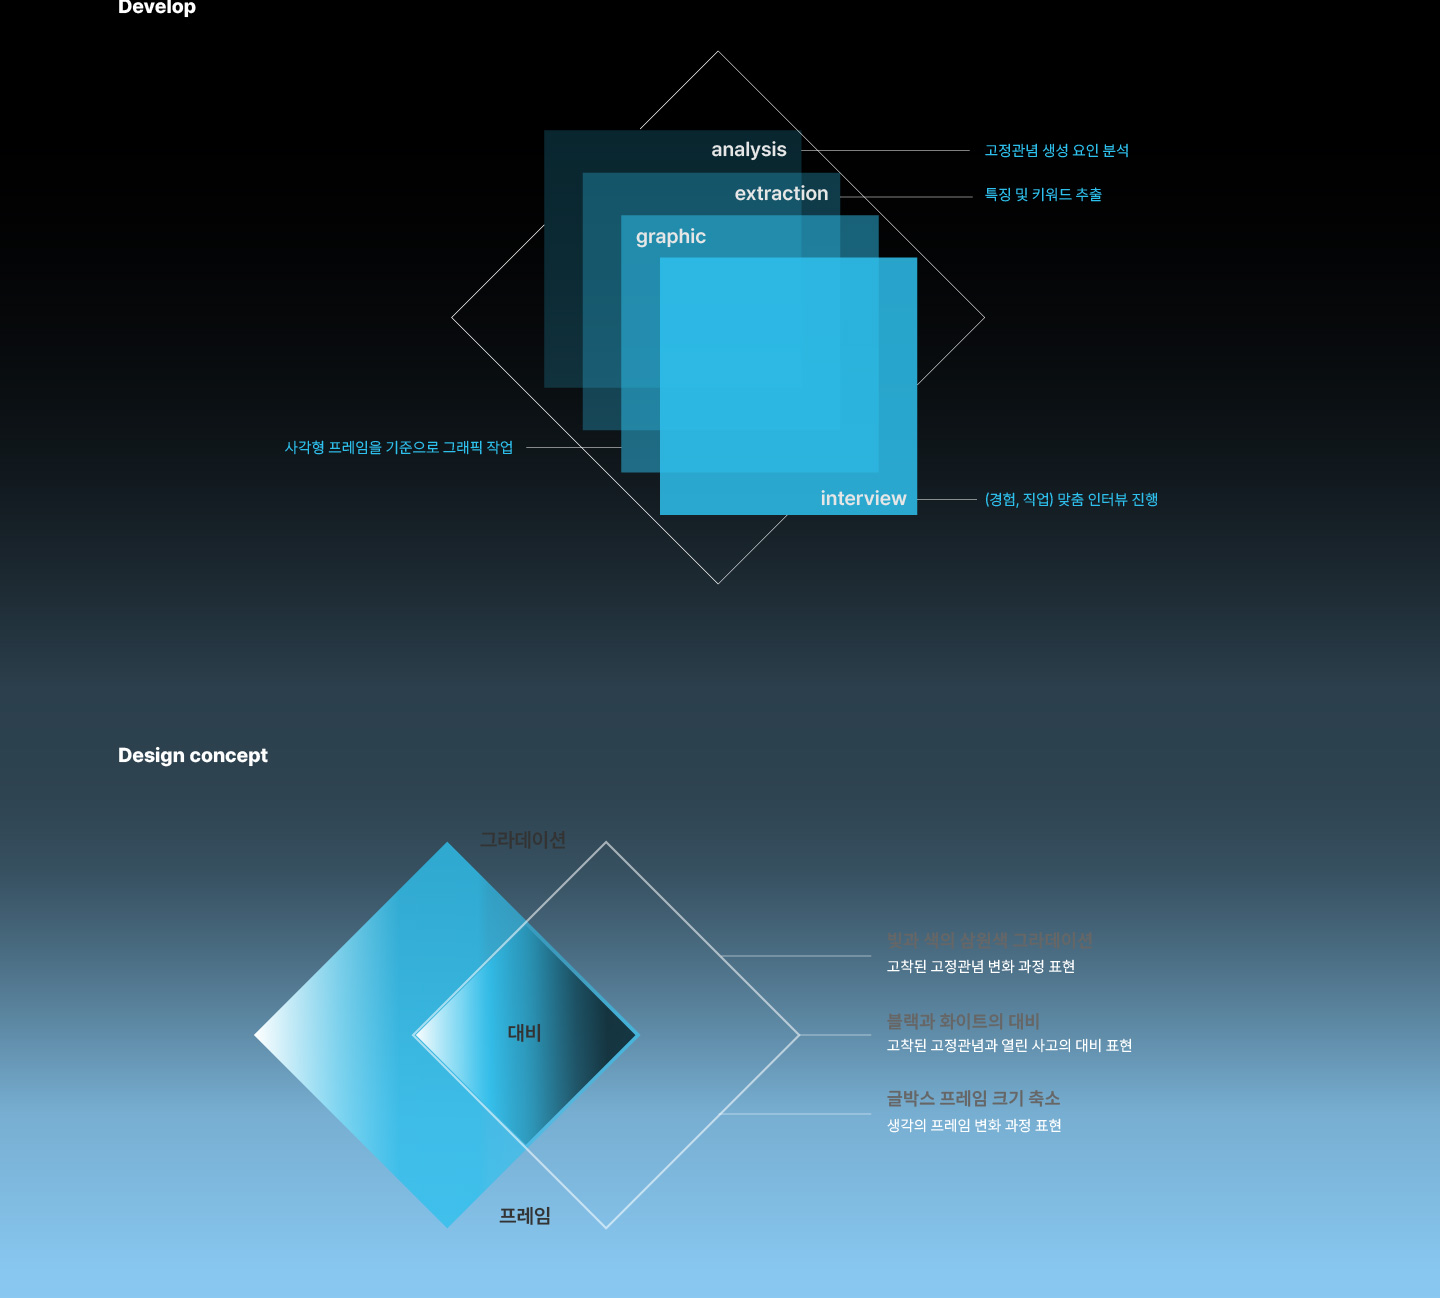 Develop
analysis
고정관념 생성 요인 분석
extraction
특징 및 키워드 추출
graphic
사각형 프레임을 기준으로 그래픽 작업
interview
(경험, 직업) 맞춤 인터뷰 진행
Design concept
그라데이션
빛과 색의 삼원색 그라데이션
고착된 고정관념 변화 과정 표현
대비
블랙과 화이트의 대비
고착된 고정관념과 열린 사고의 대비 표현
글박스 프레임 크기 축소
생각의 프레임 변화 과정 표현
프레임